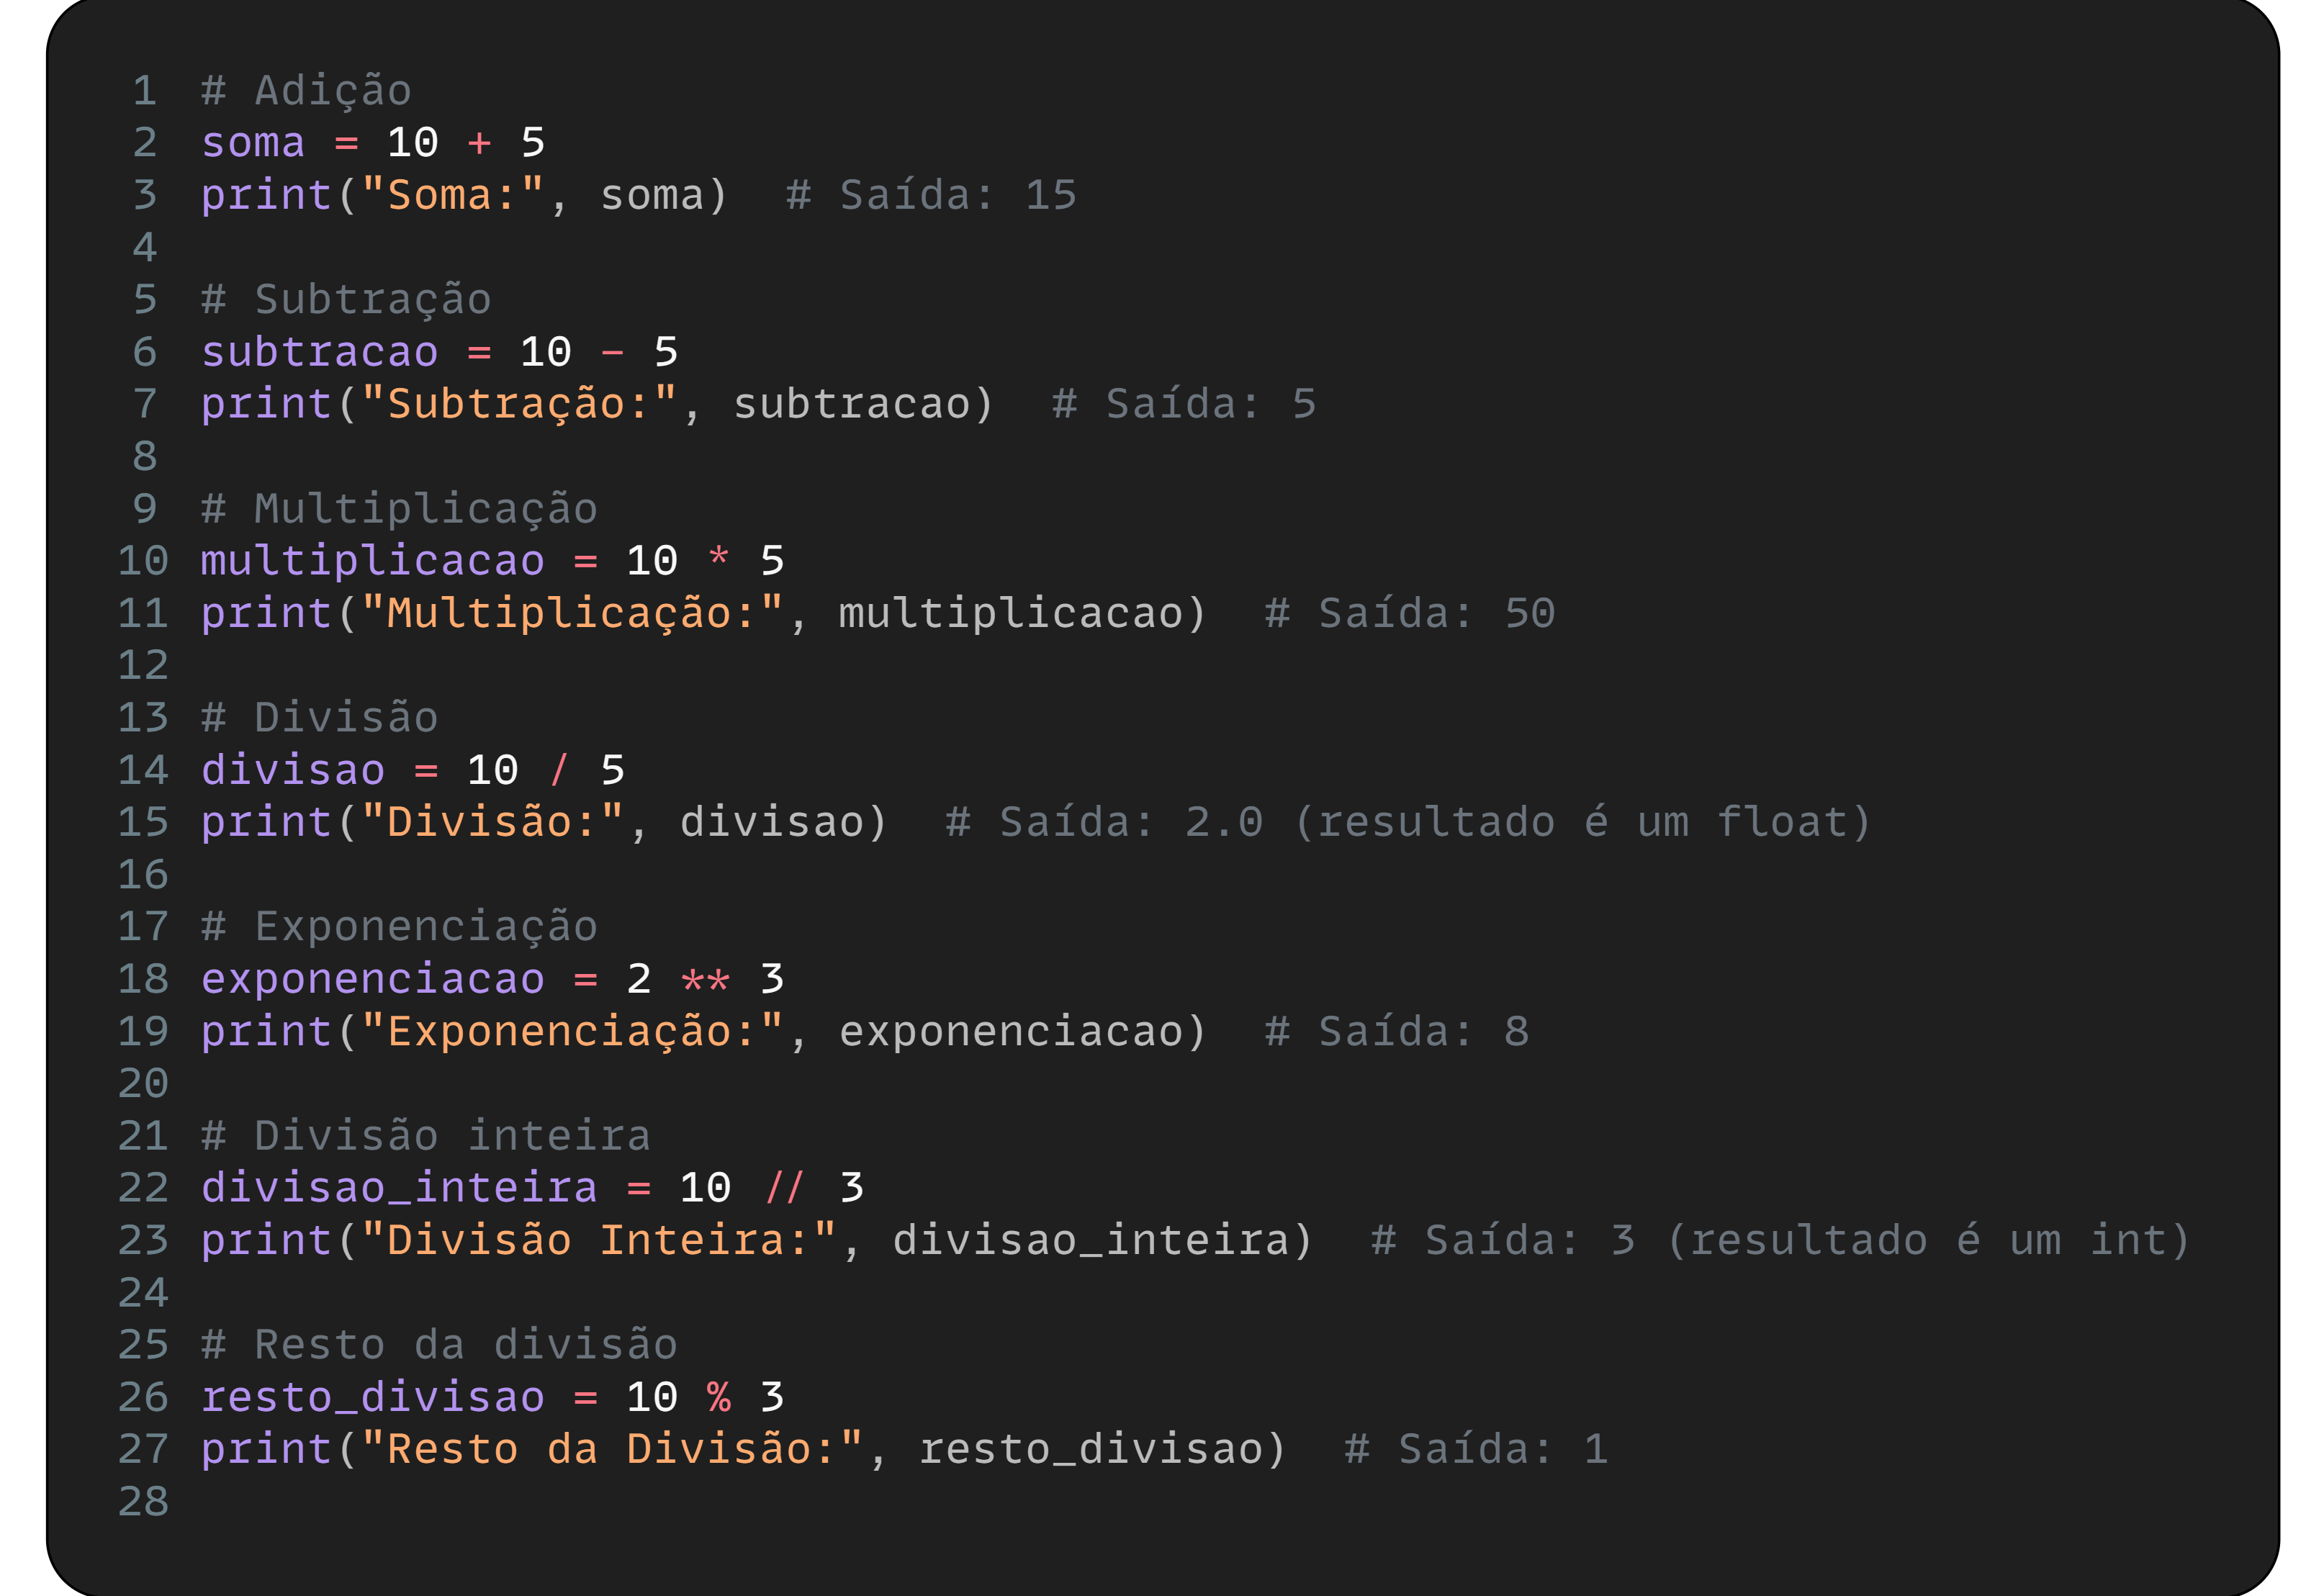 1 # Adição
2 soma = 10 + 5
3 print("Soma:", soma)  # Saída: 15
4
5 # Subtração
6 subtracao = 10 - 5
7 print("Subtração:", subtracao)  # Saída: 5
8
9 # Multiplicação
10 multiplicacao = 10 * 5
11 print("Multiplicação:", multiplicacao)  # Saída: 50
12
13 # Divisão
14 divisao = 10 / 5
15 print("Divisão:", divisao)  # Saída: 2.0 (resultado é um float)
16
17 # Exponenciação
18 exponenciacao = 2 ** 3
19 print("Exponenciação:", exponenciacao)  # Saída: 8
20
21 # Divisão inteira
22 divisao_inteira = 10 // 3
23 print("Divisão Inteira:", divisao_inteira)  # Saída: 3 (resultado é um int)
24
25 # Resto da divisão
26 resto_divisao = 10 % 3
27 print("Resto da Divisão:", resto_divisao)  # Saída: 1
28